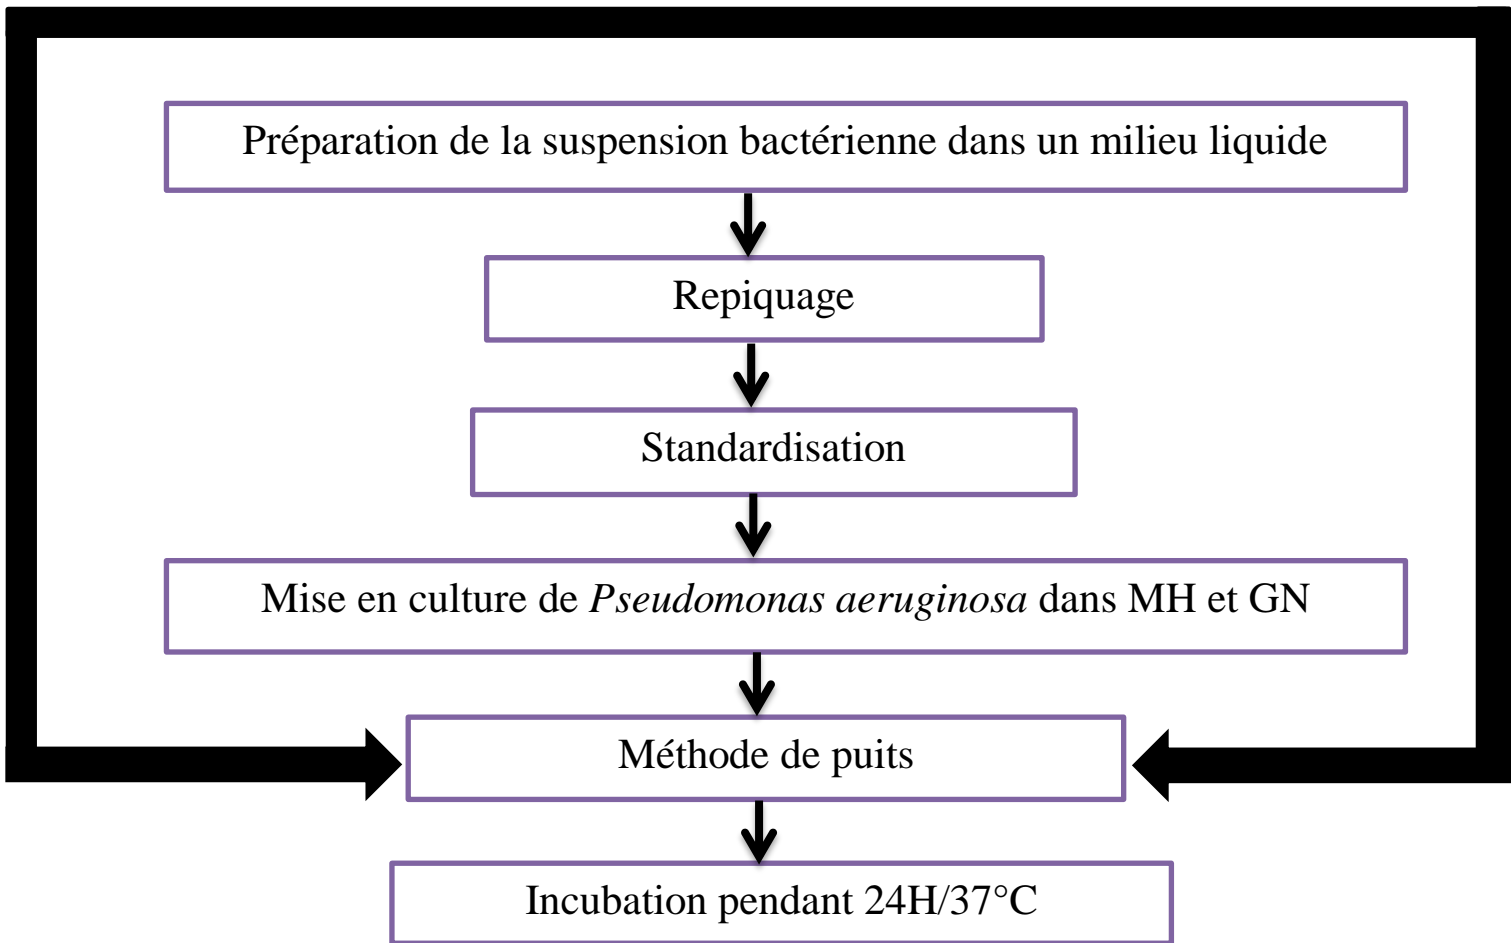 Préparation de la suspension bactérienne dans un milieu liquide
Repiquage
Standardisation
Mise en culture de Pseudomonas aeruginosa dans MH et GN
Méthode de puits
Incubation pendant 24H/37°C